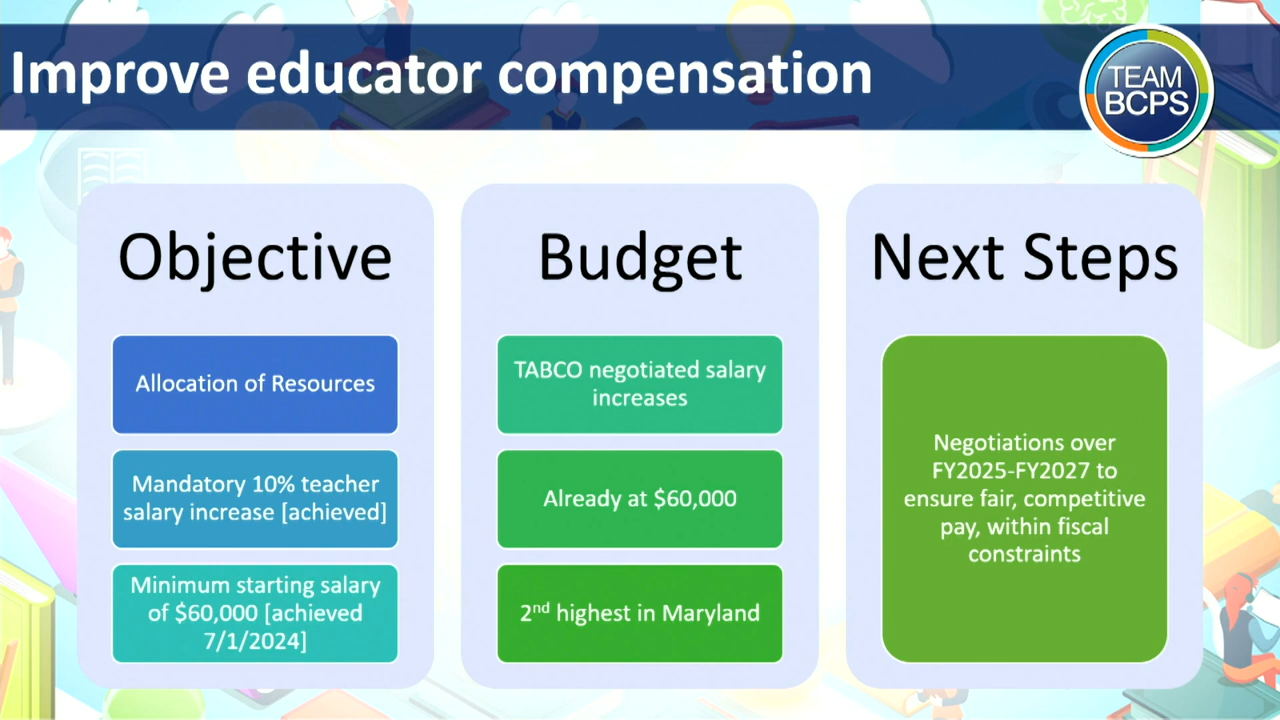 Improve educator compensation
TEAM
BCPS
Objective
Allocation of Resources
Mandatory 10% teacher
salary increase [achieved]
Minimum starting salary
of $60,000 [achieved
7/1/2024]
Budget
TABCO negotiated salary
increases
Already at $60,000
2nd highest in Maryland
Next Steps
Negotiations over
FY2025-FY2027 to
ensure fair, competitive
pay, within fiscal
constraints